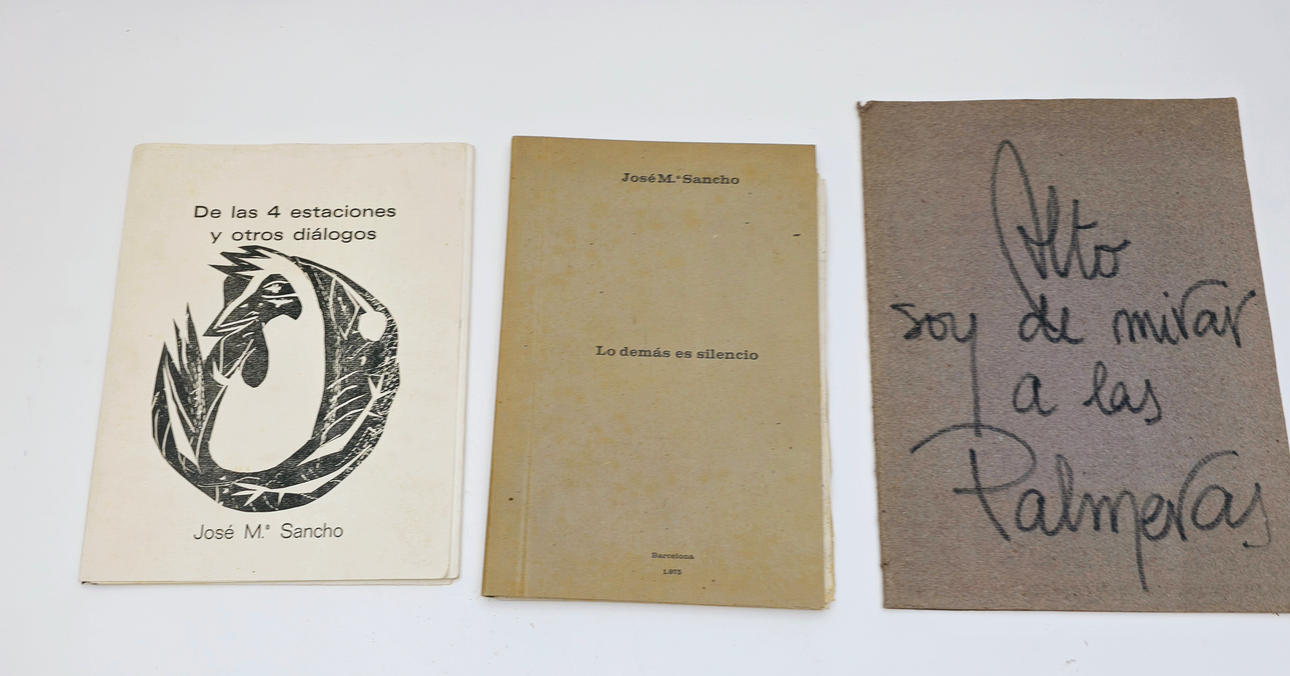 De las 4 estaciones
y otros diálogos
José M.ª Sancho
José M.ª Sancho
Lo demás es silencio
Barcelona
1.975
Alto
soy de mirar
a las
Palmeras